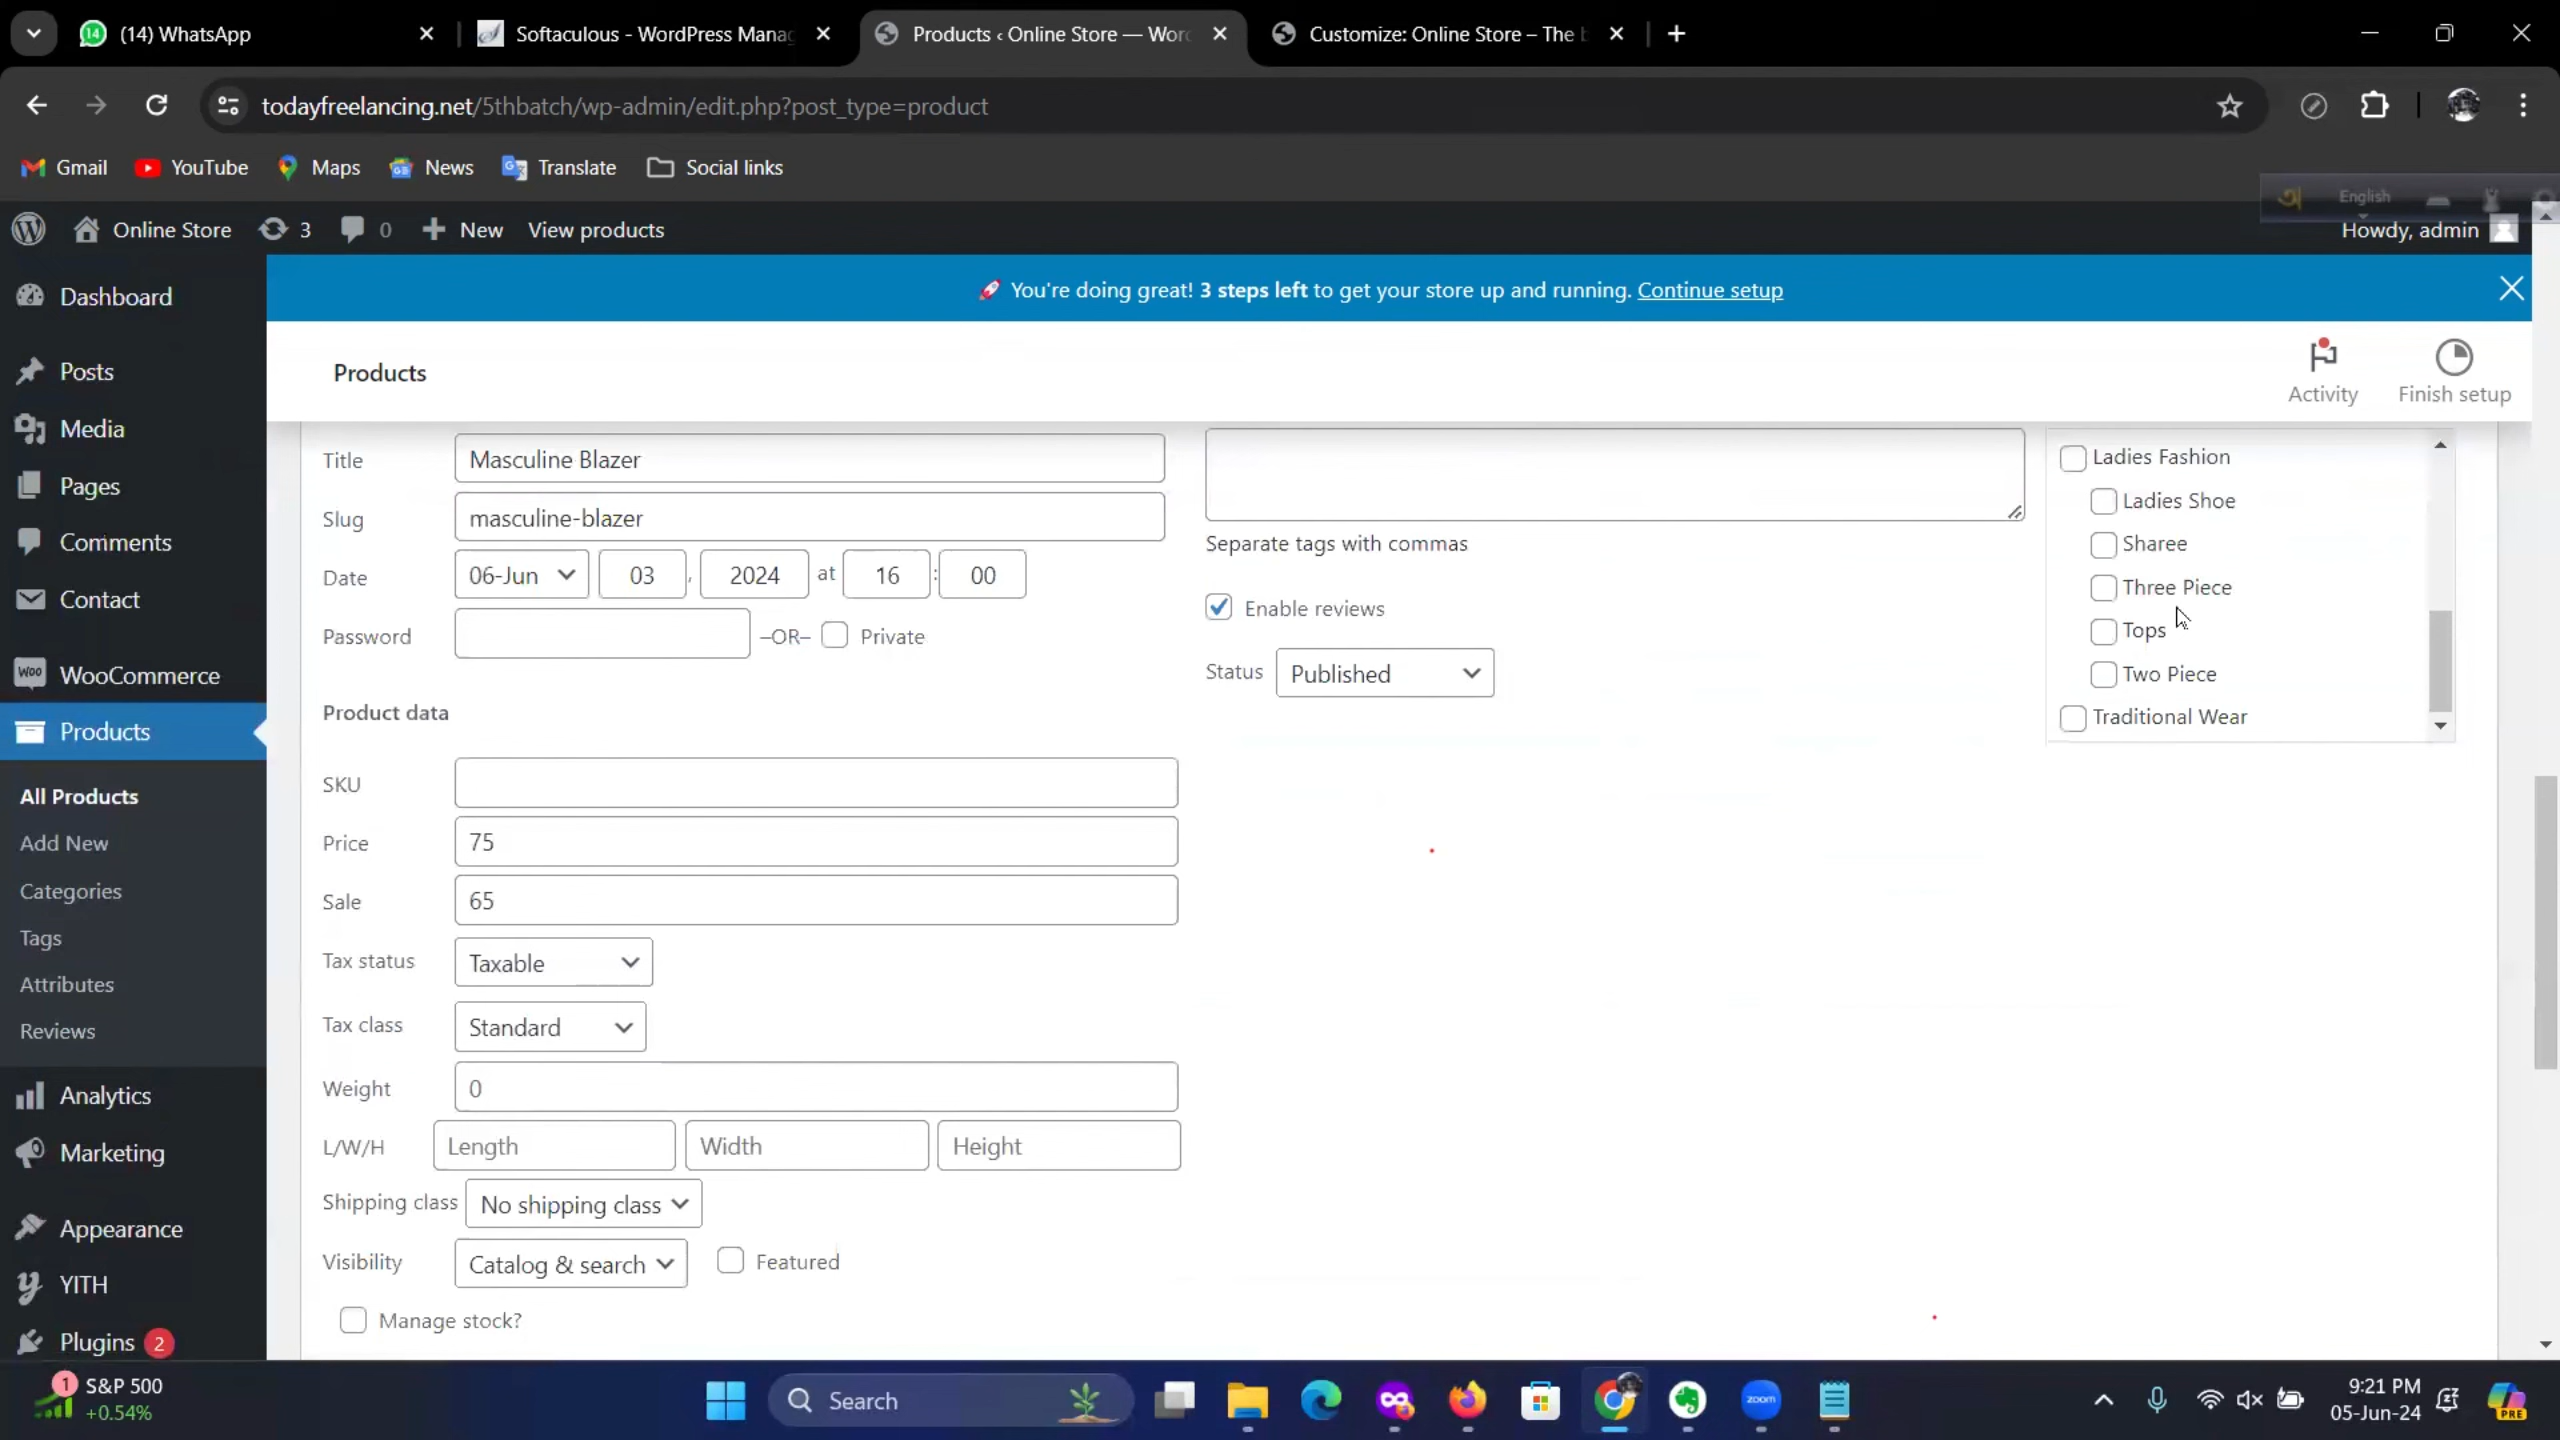 (14) WhatsApp
Softaculous - WordPress Manag
Products ‹ Online Store — Word
Customize: Online Store – The b
todayfreelancing.net/5thbatch/wp-admin/edit.php?post_type=product
Gmail
YouTube
Maps
News
Translate
Social links
English
Online Store
3
0
New
View products
Howdy, admin
Dashboard
Posts
Media
Pages
Comments
Contact
WooCommerce
Products
All Products
Add New
Categories
Tags
Attributes
Reviews
Analytics
Marketing
Appearance
YITH
Plugins 2
You're doing great! 3 steps left to get your store up and running. Continue setup
Products
Activity
Finish setup
Title
Masculine Blazer
Slug
masculine-blazer
Date
06-Jun 03 , 2024 at 16 : 00
Password
–OR– Private
Product data
SKU
Price
75
Sale
65
Tax status
Taxable
Tax class
Standard
Weight
0
L/W/H
Length
Width
Height
Shipping class
No shipping class
Visibility
Catalog & search
Featured
Manage stock?
Separate tags with commas
Enable reviews
Status
Published
Ladies Fashion
Ladies Shoe
Sharee
Three Piece
Tops
Two Piece
Traditional Wear
1
S&P 500
+0.54%
Search
zoom
9:21 PM
05-Jun-24
PRE